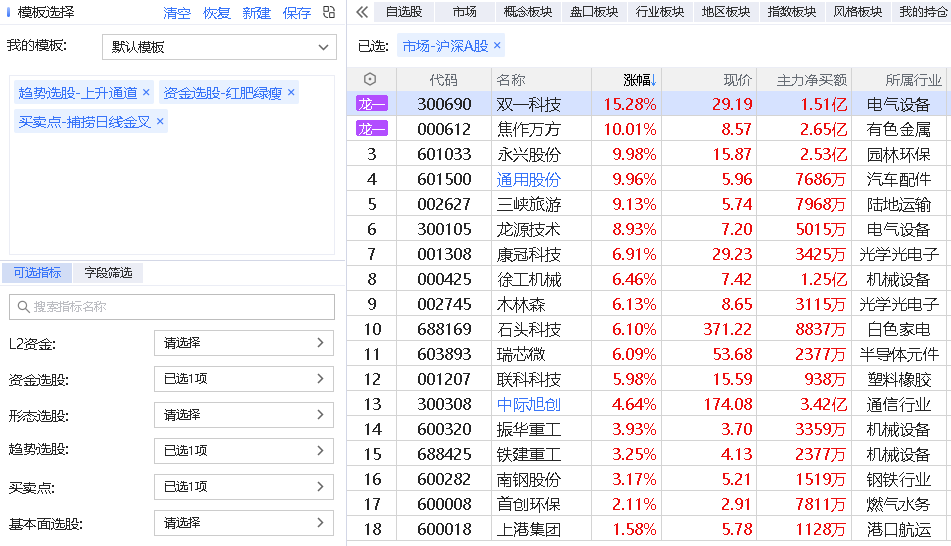 模板选择 清空 恢复 新建 保存
我的模板: 默认模板
趋势选股-上升通道 × 资金选股-红肥绿瘦 ×
买卖点-捕捞日线金叉 ×
可选指标 字段筛选
搜索指标名称
L2资金: 请选择
资金选股: 已选1项
形态选股: 请选择
趋势选股: 已选1项
买卖点: 已选1项
基本面选股: 请选择
自选股 市场 概念板块 盘口板块 行业板块 地区板块 指数板块 风格板块 我的持仓
已选: 市场-沪深A股 ×
代码 名称 涨幅↓ 现价 主力净买额 所属行业
龙一 300690 双一科技 15.28% 29.19 1.51亿 电气设备
龙一 000612 焦作万方 10.01% 8.57 2.65亿 有色金属
3 601033 永兴股份 9.98% 15.87 2.53亿 园林环保
4 601500 通用股份 9.96% 5.96 7686万 汽车配件
5 002627 三峡旅游 9.13% 5.74 7968万 陆地运输
6 300105 龙源技术 8.93% 7.20 5015万 电气设备
7 001308 康冠科技 6.91% 29.23 3425万 光学光电子
8 000425 徐工机械 6.46% 7.42 1.25亿 机械设备
9 002745 木林森 6.13% 8.65 3115万 光学光电子
10 688169 石头科技 6.10% 371.22 8837万 白色家电
11 603893 瑞芯微 6.09% 53.68 2377万 半导体元件
12 001207 联科科技 5.98% 15.59 938万 塑料橡胶
13 300308 中际旭创 4.64% 174.08 3.42亿 通信行业
14 600320 振华重工 3.93% 3.70 3359万 机械设备
15 688425 铁建重工 3.25% 4.13 2377万 机械设备
16 600282 南钢股份 3.17% 5.21 1519万 钢铁行业
17 600008 首创环保 2.11% 2.91 7811万 燃气水务
18 600018 上港集团 1.58% 5.78 1128万 港口航运